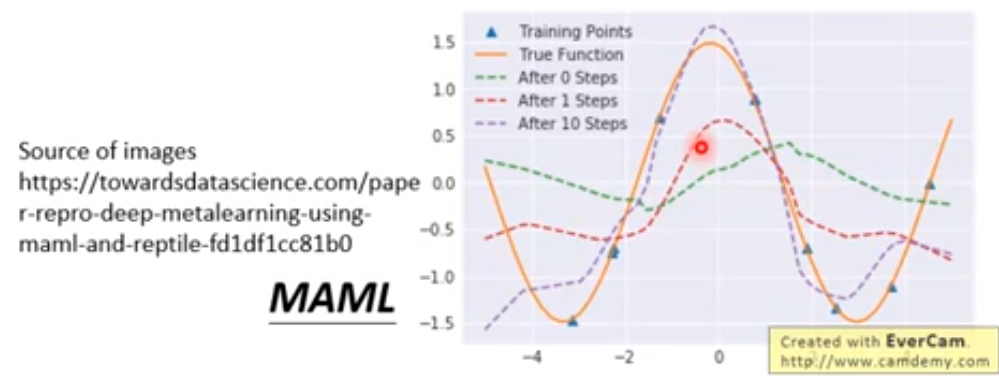 Source of images
https://towardsdatascience.com/pape
r-repro-deep-metalearning-using-
maml-and-reptile-fd1df1cc81b0
MAML
Training Points
True Function
After 0 Steps
After 1 Steps
After 10 Steps
1.5
1.0
0.5
0.0
−0.5
−1.0
−1.5
−4
−2
0
Created with EverCam.
http://www.camdemy.com